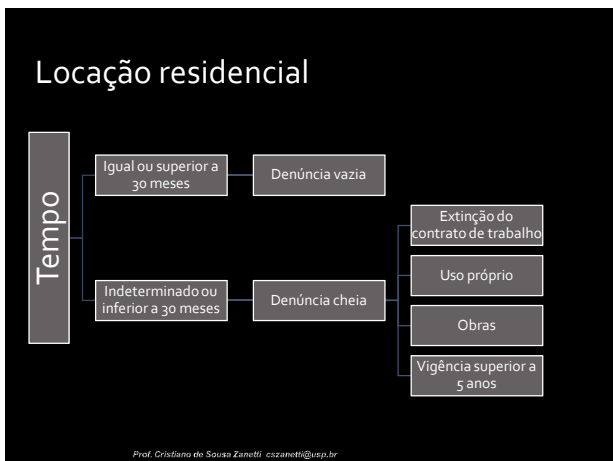 Locação residencial
Tempo
Igual ou superior a
30 meses
Denúncia vazia
Indeterminado ou
inferior a 30 meses
Denúncia cheia
Extinção do
contrato de trabalho
Uso próprio
Obras
Vigência superior a
5 anos
Prof. Cristiano de Sousa Zanetti cszanetti@usp.br